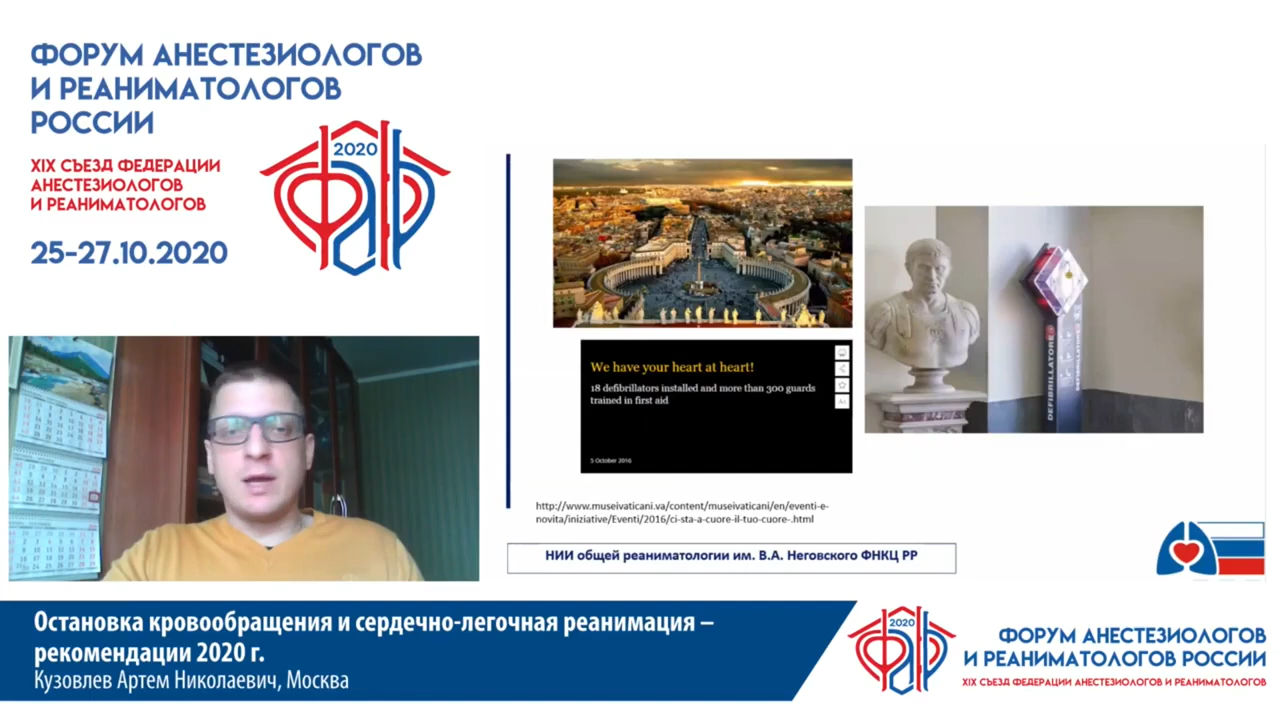 ФОРУМ АНЕСТЕЗИОЛОГОВ
И РЕАНИМАТОЛОГОВ
РОССИИ
XIX СЪЕЗД ФЕДЕРАЦИИ
АНЕСТЕЗИОЛОГОВ
И РЕАНИМАТОЛОГОВ
25-27.10.2020
2020
We have your heart at heart!
18 defibrillators installed and more than 300 guards
trained in first aid
5 October 2016
DEFIBRILLATORE
http://www.museivaticani.va/content/museivaticani/en/eventi-e-
novita/iniziative/Eventi/2016/ci-sta-a-cuore-il-tuo-cuore-.html
НИИ общей реаниматологии им. В.А. Неговского ФНКЦ РР
Остановка кровообращения и сердечно-легочная реанимация –
рекомендации 2020 г.
Кузовлев Артем Николаевич, Москва
2020
ФОРУМ АНЕСТЕЗИОЛОГОВ
И РЕАНИМАТОЛОГОВ РОССИИ
XIX СЪЕЗД ФЕДЕРАЦИИ АНЕСТЕЗИОЛОГОВ И РЕАНИМАТОЛОГОВ